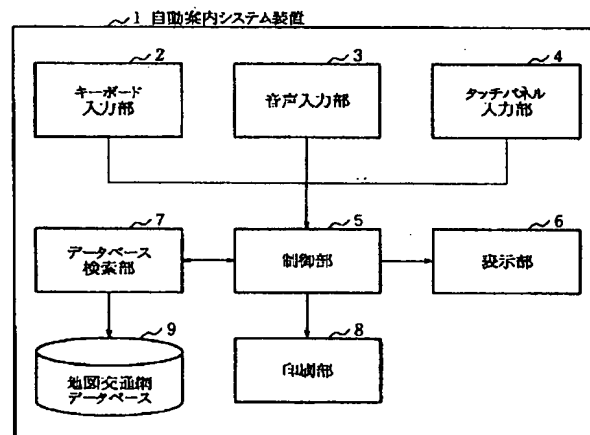 1 自動案内システム装置
2
キーボード
入力部
3
音声入力部
4
タッチパネル
入力部
7
データベース
検索部
5
制御部
6
表示部
9
地図交通網
データベース
8
印刷部